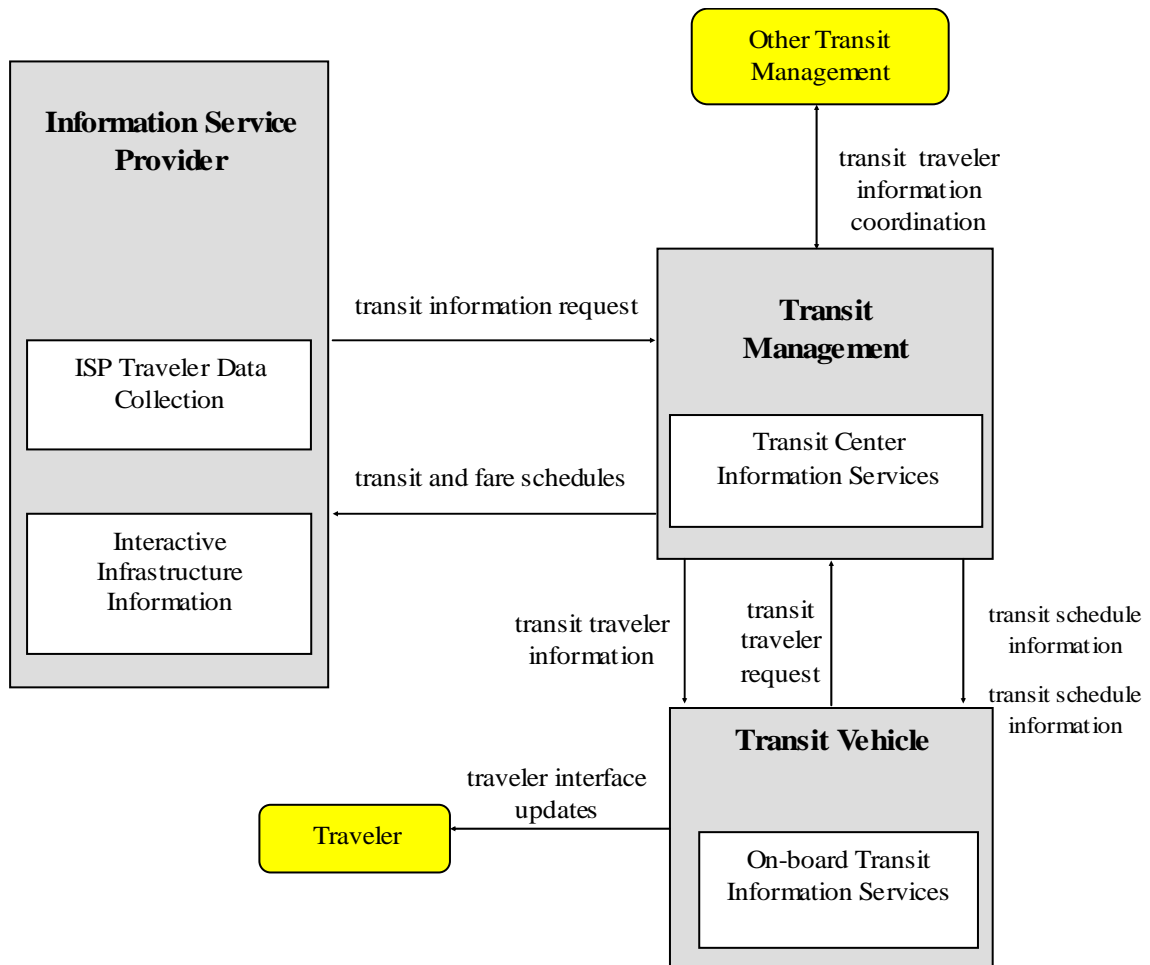 Other Transit
Management
Information Service
Provider
transit traveler
information
coordination
transit information request
Transit
Management
ISP Traveler Data
Collection
Transit Center
Information Services
transit and fare schedules
Interactive
Infrastructure
Information
transit traveler
information
transit
traveler
request
transit schedule
information
transit schedule
information
Transit Vehicle
traveler interface
updates
Traveler
On-board Transit
Information Services